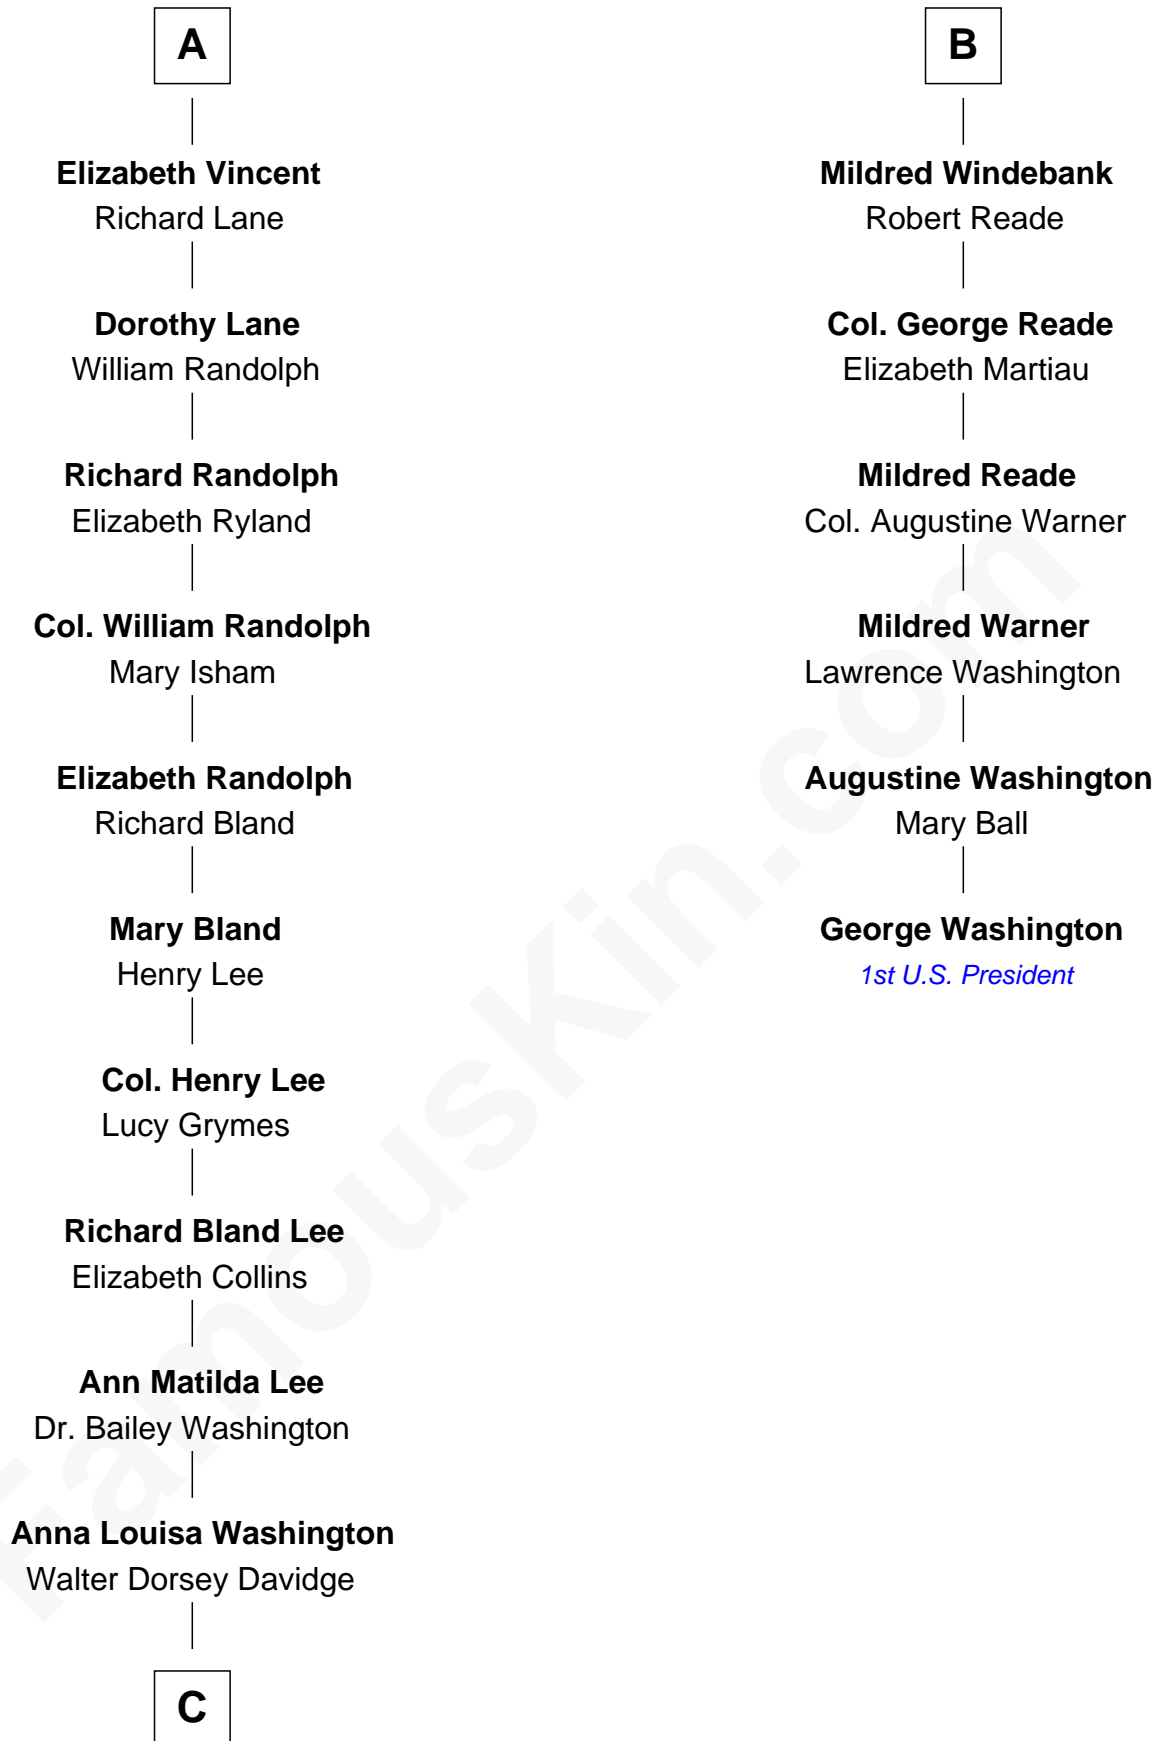 A
Elizabeth Vincent
Richard Lane
Dorothy Lane
William Randolph
Richard Randolph
Elizabeth Ryland
Col. William Randolph
Mary Isham
Elizabeth Randolph
Richard Bland
Mary Bland
Henry Lee
Col. Henry Lee
Lucy Grymes
Richard Bland Lee
Elizabeth Collins
Ann Matilda Lee
Dr. Bailey Washington
Anna Louisa Washington
Walter Dorsey Davidge
C
B
Mildred Windebank
Robert Reade
Col. George Reade
Elizabeth Martiau
Mildred Reade
Col. Augustine Warner
Mildred Warner
Lawrence Washington
Augustine Washington
Mary Ball
George Washington
1st U.S. President
FamousKin.com